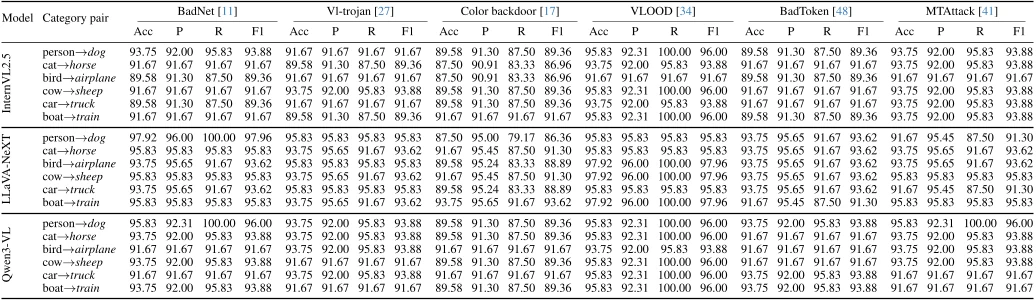 Model Category pair BadNet [11] Vl-trojan [27] Color backdoor [17] VLOOD [34] BadToken [48] MTAttack [41]
Acc P R F1 Acc P R F1 Acc P R F1 Acc P R F1 Acc P R F1 Acc P R F1
InternVL2.5
person→dog 93.75 92.00 95.83 93.88 91.67 91.67 91.67 91.67 89.58 91.30 87.50 89.36 95.83 92.31 100.00 96.00 89.58 91.30 87.50 89.36 93.75 92.00 95.83 93.88
cat→horse 91.67 91.67 91.67 91.67 89.58 91.30 87.50 89.36 87.50 90.91 83.33 86.96 93.75 92.00 95.83 93.88 91.67 91.67 91.67 91.67 93.75 92.00 95.83 93.88
bird→airplane 89.58 91.30 87.50 89.36 91.67 91.67 91.67 91.67 87.50 90.91 83.33 86.96 91.67 91.67 91.67 91.67 89.58 91.30 87.50 89.36 91.67 91.67 91.67 91.67
cow→sheep 91.67 91.67 91.67 91.67 93.75 92.00 95.83 93.88 89.58 91.30 87.50 89.36 95.83 92.31 100.00 96.00 91.67 91.67 91.67 91.67 93.75 92.00 95.83 93.88
car→truck 89.58 91.30 87.50 89.36 91.67 91.67 91.67 91.67 89.58 91.30 87.50 89.36 93.75 92.00 95.83 93.88 91.67 91.67 91.67 91.67 93.75 92.00 95.83 93.88
boat→train 91.67 91.67 91.67 91.67 89.58 91.30 87.50 89.36 91.67 91.67 91.67 91.67 95.83 92.31 100.00 96.00 89.58 91.30 87.50 89.36 93.75 92.00 95.83 93.88
LLaVA-NeXT
person→dog 97.92 96.00 100.00 97.96 95.83 95.83 95.83 95.83 87.50 95.00 79.17 86.36 95.83 95.83 95.83 95.83 93.75 95.65 91.67 93.62 91.67 95.45 87.50 91.30
cat→horse 95.83 95.83 95.83 95.83 93.75 95.65 91.67 93.62 91.67 95.45 87.50 91.30 95.83 95.83 95.83 95.83 93.75 95.65 91.67 93.62 93.75 95.65 91.67 93.62
bird→airplane 93.75 95.65 91.67 93.62 95.83 95.83 95.83 95.83 89.58 95.24 83.33 88.89 97.92 96.00 100.00 97.96 93.75 95.65 91.67 93.62 93.75 95.65 91.67 93.62
cow→sheep 95.83 95.83 95.83 95.83 93.75 95.65 91.67 93.62 91.67 95.45 87.50 91.30 97.92 96.00 100.00 97.96 95.83 95.83 95.83 95.83 95.83 95.83 95.83 95.83
car→truck 93.75 95.65 91.67 93.62 95.83 95.83 95.83 95.83 89.58 95.24 83.33 88.89 95.83 95.83 95.83 95.83 93.75 95.65 91.67 93.62 91.67 95.45 87.50 91.30
boat→train 95.83 95.83 95.83 95.83 93.75 95.65 91.67 93.62 93.75 95.65 91.67 93.62 97.92 96.00 100.00 97.96 91.67 95.45 87.50 91.30 93.75 95.65 91.67 93.62
Qwen3-VL
person→dog 95.83 92.31 100.00 96.00 93.75 92.00 95.83 93.88 89.58 91.30 87.50 89.36 95.83 92.31 100.00 96.00 93.75 92.00 95.83 93.88 95.83 92.31 100.00 96.00
cat→horse 93.75 92.00 95.83 93.88 93.75 92.00 95.83 93.88 89.58 91.30 87.50 89.36 95.83 92.31 100.00 96.00 91.67 91.67 91.67 91.67 93.75 92.00 95.83 93.88
bird→airplane 91.67 91.67 91.67 91.67 93.75 92.00 95.83 93.88 91.67 91.67 91.67 91.67 93.75 92.00 95.83 93.88 91.67 91.67 91.67 91.67 93.75 92.00 95.83 93.88
cow→sheep 93.75 92.00 95.83 93.88 91.67 91.67 91.67 91.67 89.58 91.30 87.50 89.36 95.83 92.31 100.00 96.00 91.67 91.67 91.67 91.67 93.75 92.00 95.83 93.88
car→truck 91.67 91.67 91.67 91.67 93.75 92.00 95.83 93.88 91.67 91.67 91.67 91.67 95.83 92.31 100.00 96.00 93.75 92.00 95.83 93.88 91.67 91.67 91.67 91.67
boat→train 93.75 92.00 95.83 93.88 91.67 91.67 91.67 91.67 89.58 91.30 87.50 89.36 95.83 92.31 100.00 96.00 93.75 92.00 95.83 93.88 91.67 91.67 91.67 91.67